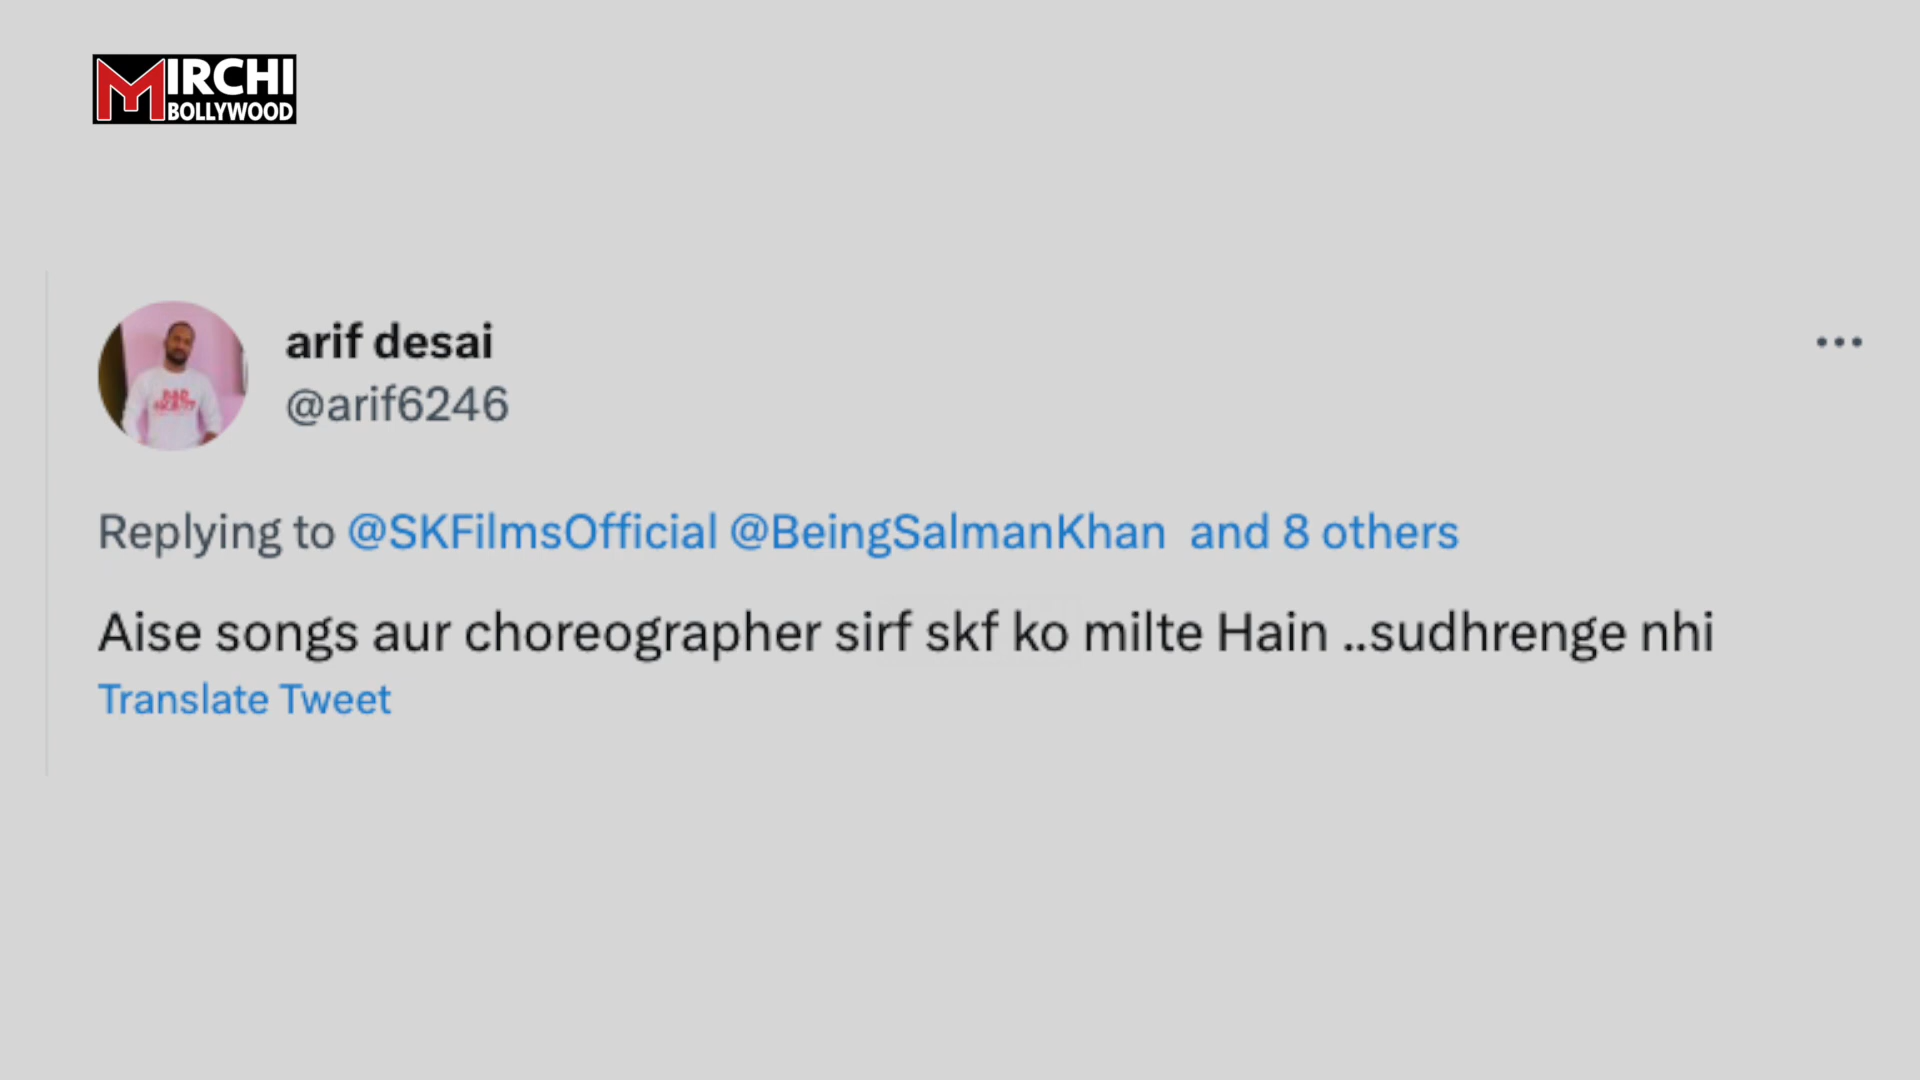 MIRCHI
BOLLYWOOD
arif desai
@arif6246
Replying to @SKFilmsOfficial @BeingSalmanKhan and 8 others
Aise songs aur choreographer sirf skf ko milte Hain ..sudhrenge nhi
Translate Tweet